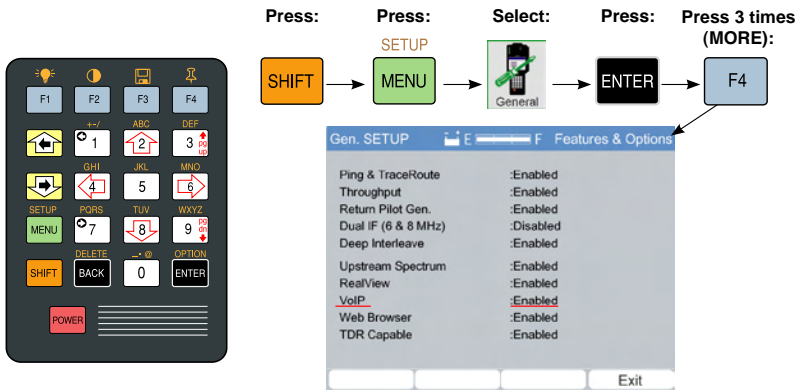 Press: Press: Select: Press: Press 3 times
(MORE):
SETUP
SHIFT MENU General ENTER F4
F1 F2 F3 F4
+-/ ABC DEF
1 2 3 pg up
GHI JKL MNO
4 5 6
SETUP PQRS TUV WXYZ
MENU 7 8 9 pg dn
DELETE _• @ OPTION
SHIFT BACK 0 ENTER
POWER
Gen. SETUP E F Features & Options
Ping & TraceRoute :Enabled
Throughput :Enabled
Return Pilot Gen. :Enabled
Dual IF (6 & 8 MHz) :Disabled
Deep Interleave :Enabled
Upstream Spectrum :Enabled
RealView :Enabled
VoIP :Enabled
Web Browser :Enabled
TDR Capable :Enabled
Exit